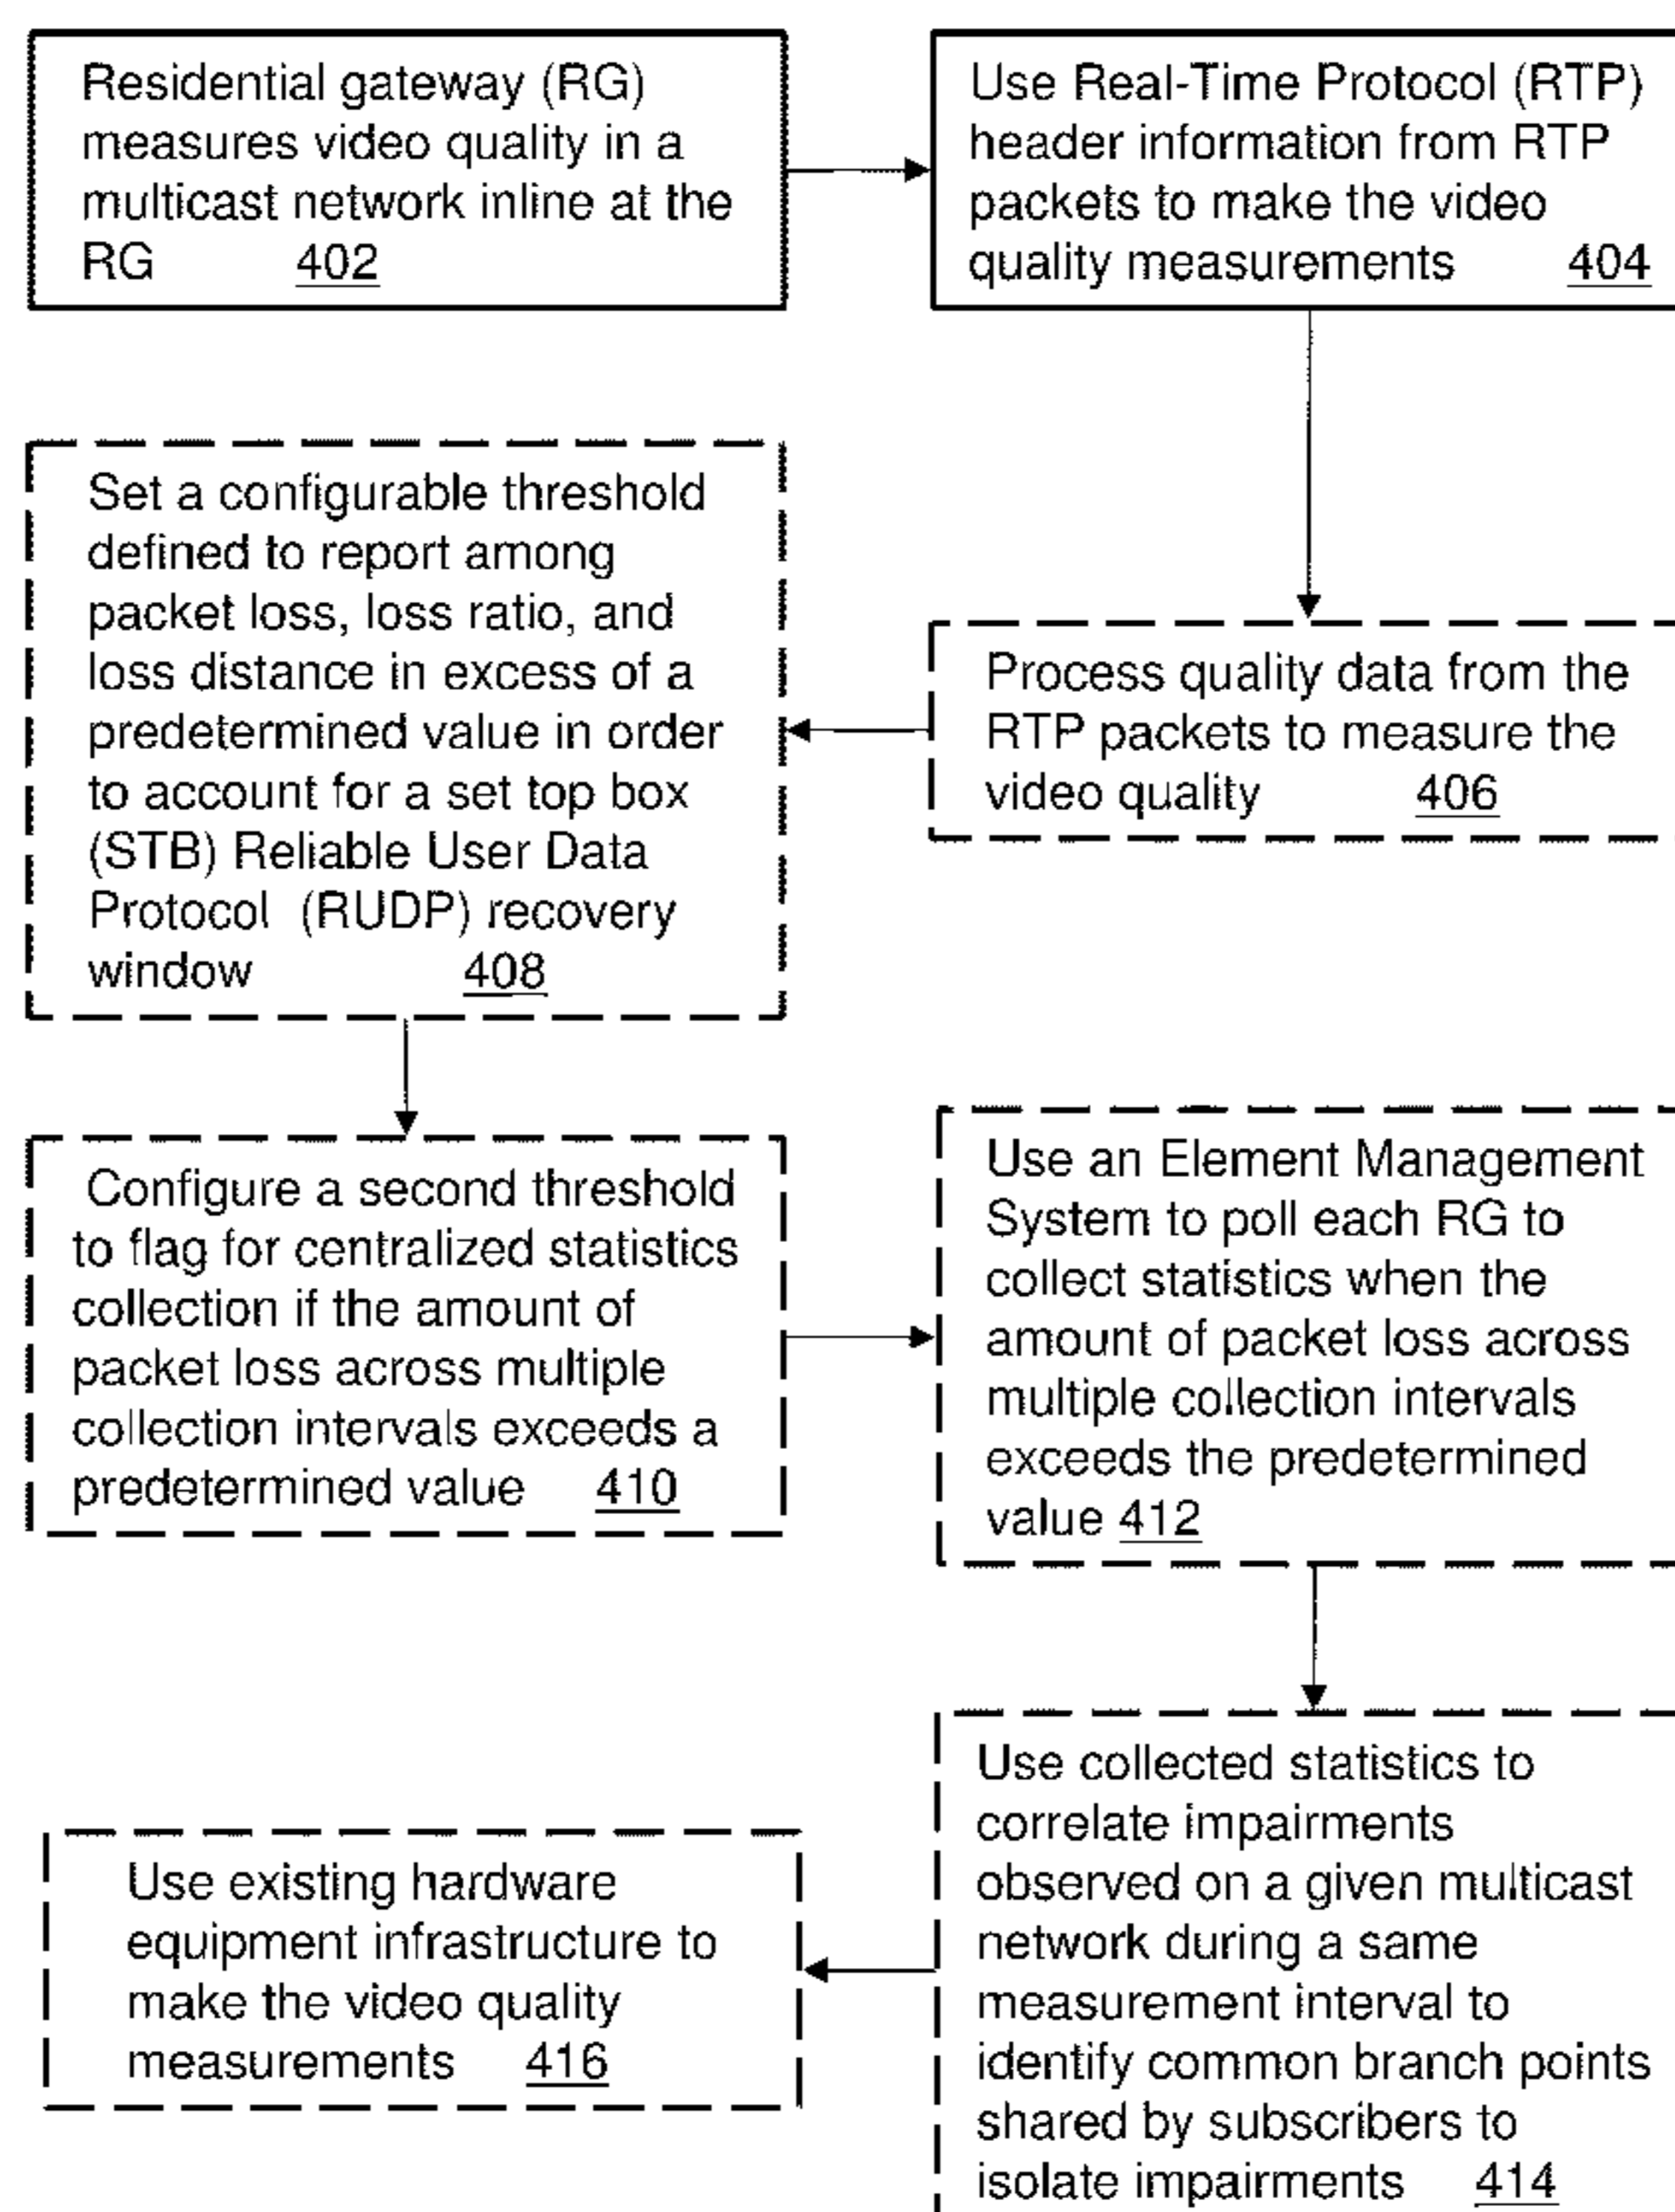 Residential gateway (RG)
measures video quality in a
multicast network inline at the
RG 402
Use Real-Time Protocol (RTP)
header information from RTP
packets to make the video
quality measurements 404
Process quality data from the
RTP packets to measure the
video quality 406
Set a configurable threshold
defined to report among
packet loss, loss ratio, and
loss distance in excess of a
predetermined value in order
to account for a set top box
(STB) Reliable User Data
Protocol (RUDP) recovery
window 408
Configure a second threshold
to flag for centralized statistics
collection if the amount of
packet loss across multiple
collection intervals exceeds a
predetermined value 410
Use an Element Management
System to poll each RG to
collect statistics when the
amount of packet loss across
multiple collection intervals
exceeds the predetermined
value 412
Use collected statistics to
correlate impairments
observed on a given multicast
network during a same
measurement interval to
identify common branch points
shared by subscribers to
isolate impairments 414
Use existing hardware
equipment infrastructure to
make the video quality
measurements 416